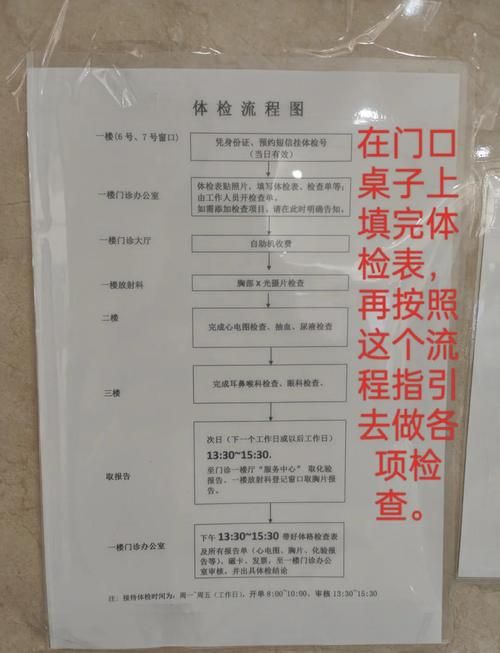 体检流程图
一楼(6号、7号窗口)
凭身份证、预约短信挂体检号
（当日有效）
一楼门诊办公室
体检表贴照片，填写体检表、检查单等；
由工作人员开检查单。
如需添加检查项目，请在此时明确告知。
一楼门诊大厅
自助机收费
一楼放射科
胸部X光摄片检查
二楼
完成心电图检查、抽血、尿液检查
三楼
完成耳鼻喉科检查、眼科检查、
取报告
次日（下一个工作日或以后工作日）
13:30~15:30.
至门诊一楼厅“服务中心” 取化验
报告、一楼放射科登记窗口取胸片报
告。
一楼门诊办公室
下午 13:30~15:30 带好体格检查表
及所有报告单（心电图、胸片、化验
报告等）、磁卡、发票，至一楼门诊办公
室审核，并出具体检结论
注：接待体检时间为：周一~周五（工作日），开单 8:00~10:00、审核 13:30~15:30
在门口
桌子上
填完体
检表，
再按照
这个流
程指引
去做各
项检
查。